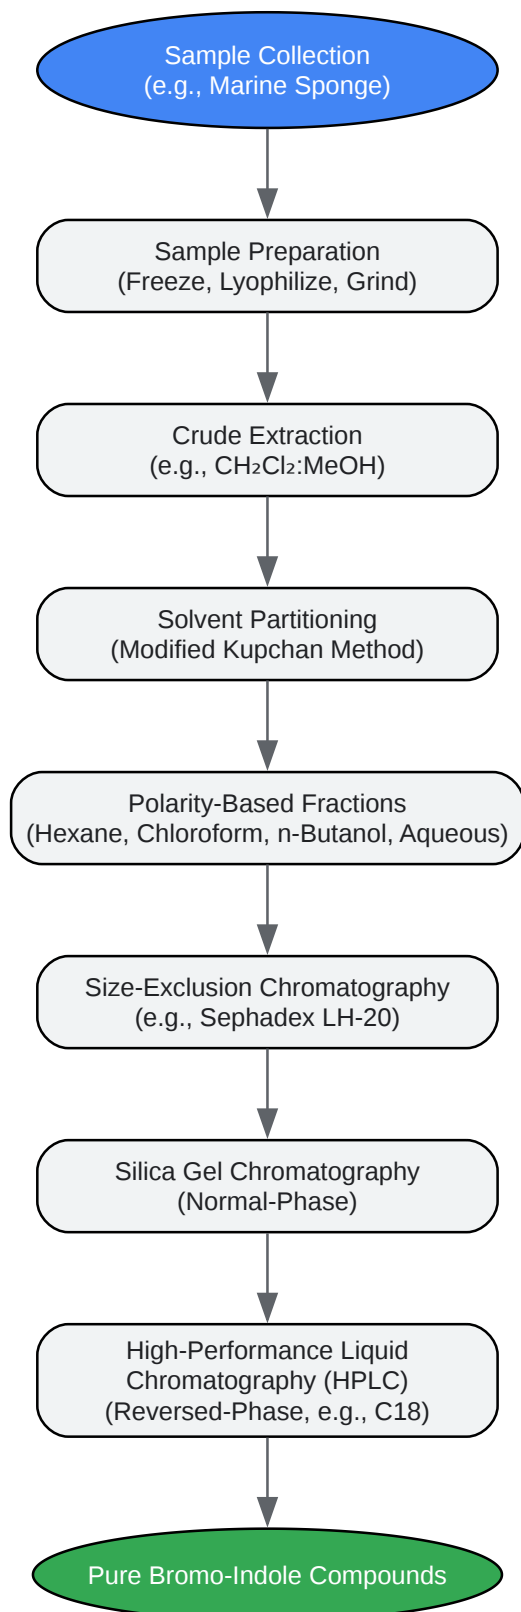 Sample Collection
(e.g., Marine Sponge)
Sample Preparation
(Freeze, Lyophilize, Grind)
Crude Extraction
(e.g., CH₂Cl₂:MeOH)
Solvent Partitioning
(Modified Kupchan Method)
Polarity-Based Fractions
(Hexane, Chloroform, n-Butanol, Aqueous)
Size-Exclusion Chromatography
(e.g., Sephadex LH-20)
Silica Gel Chromatography
(Normal-Phase)
High-Performance Liquid
Chromatography (HPLC)
(Reversed-Phase, e.g., C18)
Pure Bromo-Indole Compounds